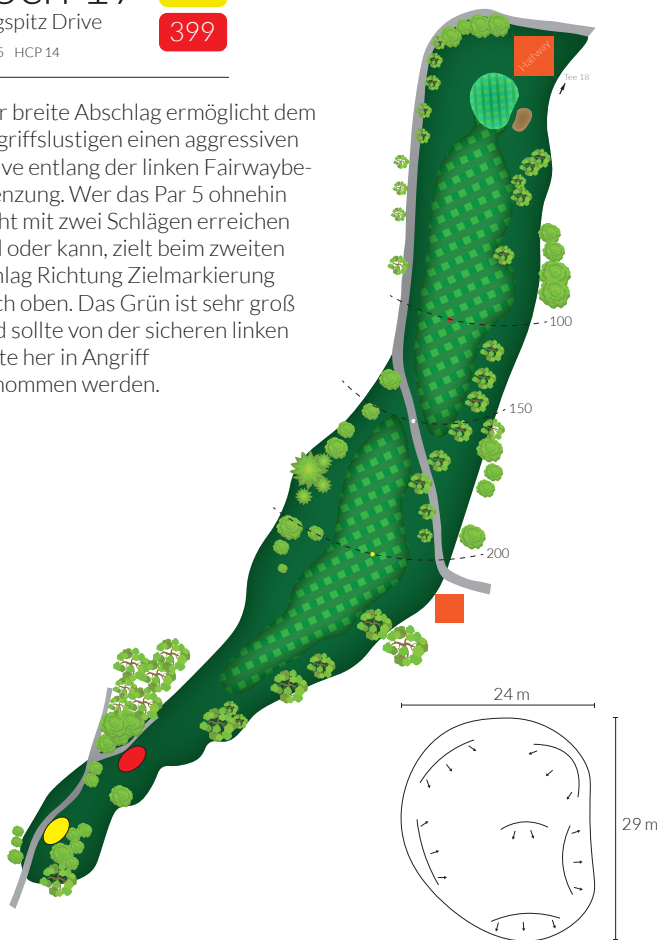 17
gspitz Drive
399
HCP 14
r breite Abschlag ermöglicht dem
griffslustigen einen aggressiven
ve entlang der linken Fairwaybe-
enzung. Wer das Par 5 ohnehin
ht mit zwei Schlägen erreichen
l oder kann, zielt beim zweiten
hlag Richtung Zielmarkierung
ch oben. Das Grün ist sehr groß
d sollte von der sicheren linken
te her in Angriff
nommen werden.
Halfway
Tee 18
100
150
200
24 m
29 m